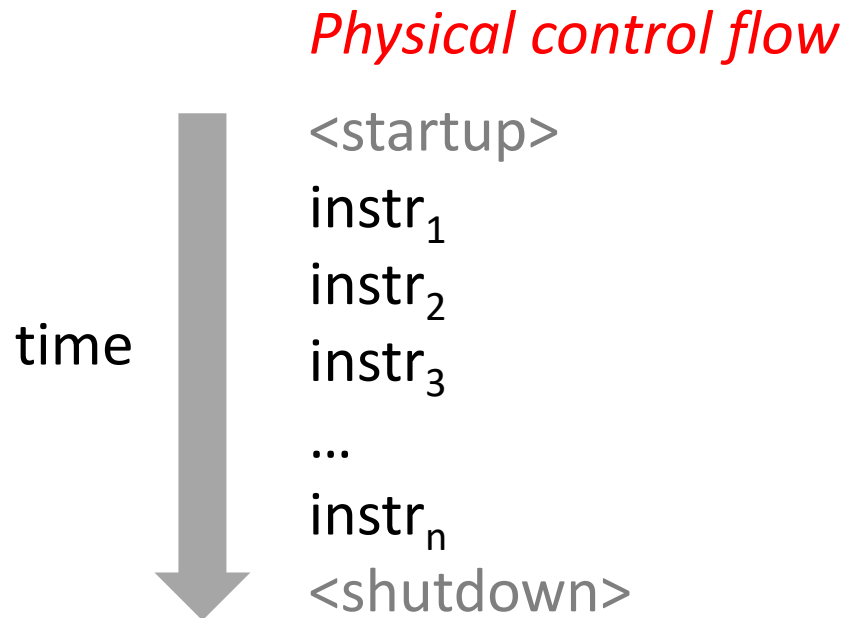 Physical control flow
<startup>
instr₁
instr₂
time
instr₃
...
instrₙ
<shutdown>